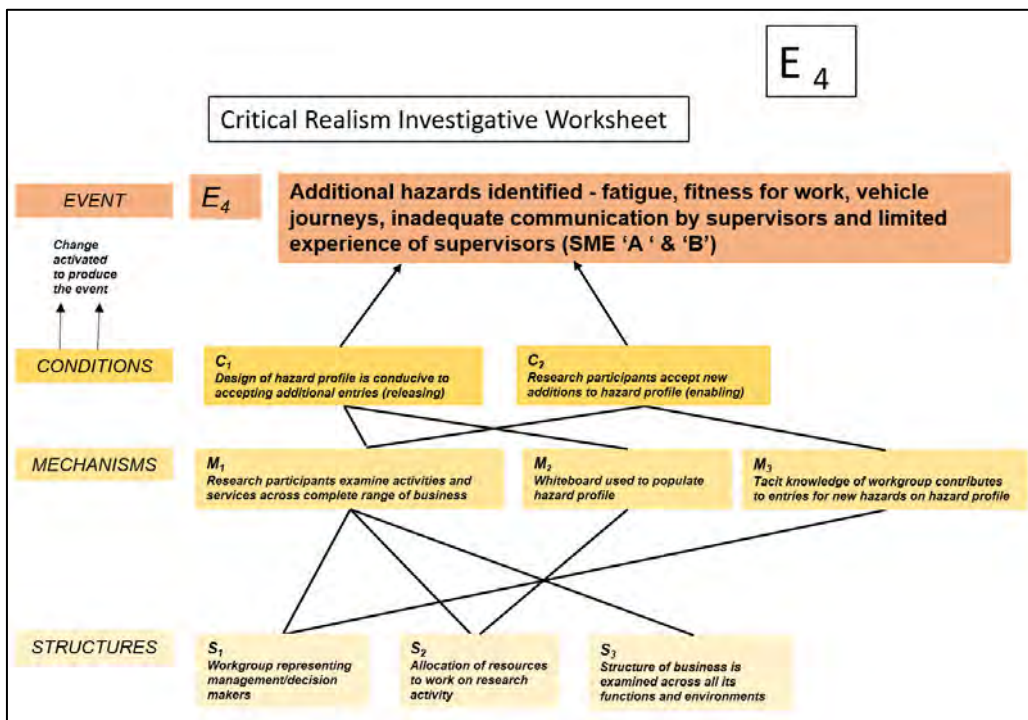 E 4
Critical Realism Investigative Worksheet
EVENT
E4
Additional hazards identified - fatigue, fitness for work, vehicle
journeys, inadequate communication by supervisors and limited
experience of supervisors (SME ‘A ‘ & ‘B’)
Change
activated
to produce
the event
CONDITIONS
C1
Design of hazard profile is conducive to
accepting additional entries (releasing)
C2
Research participants accept new
additions to hazard profile (enabling)
MECHANISMS
M1
Research participants examine activities and
services across complete range of business
M2
Whiteboard used to populate
hazard profile
M3
Tacit knowledge of workgroup contributes
to entries for new hazards on hazard profile
STRUCTURES
S1
Workgroup representing
management/decision
makers
S2
Allocation of resources
to work on research
activity
S3
Structure of business is
examined across all its
functions and environments